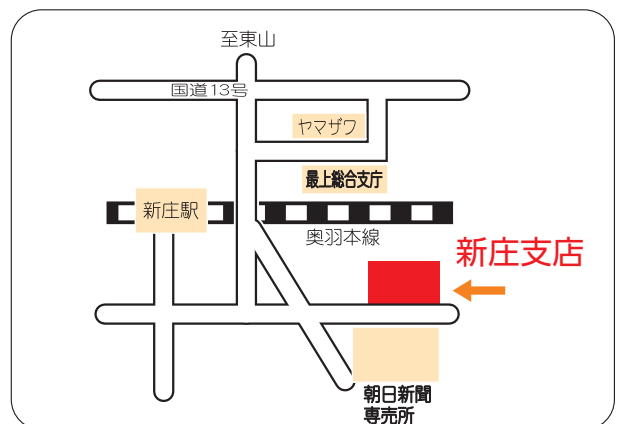 至東山
国道13号
ヤマザワ
最上総合支庁
新庄駅
奥羽本線
新庄支店
朝日新聞
専売所